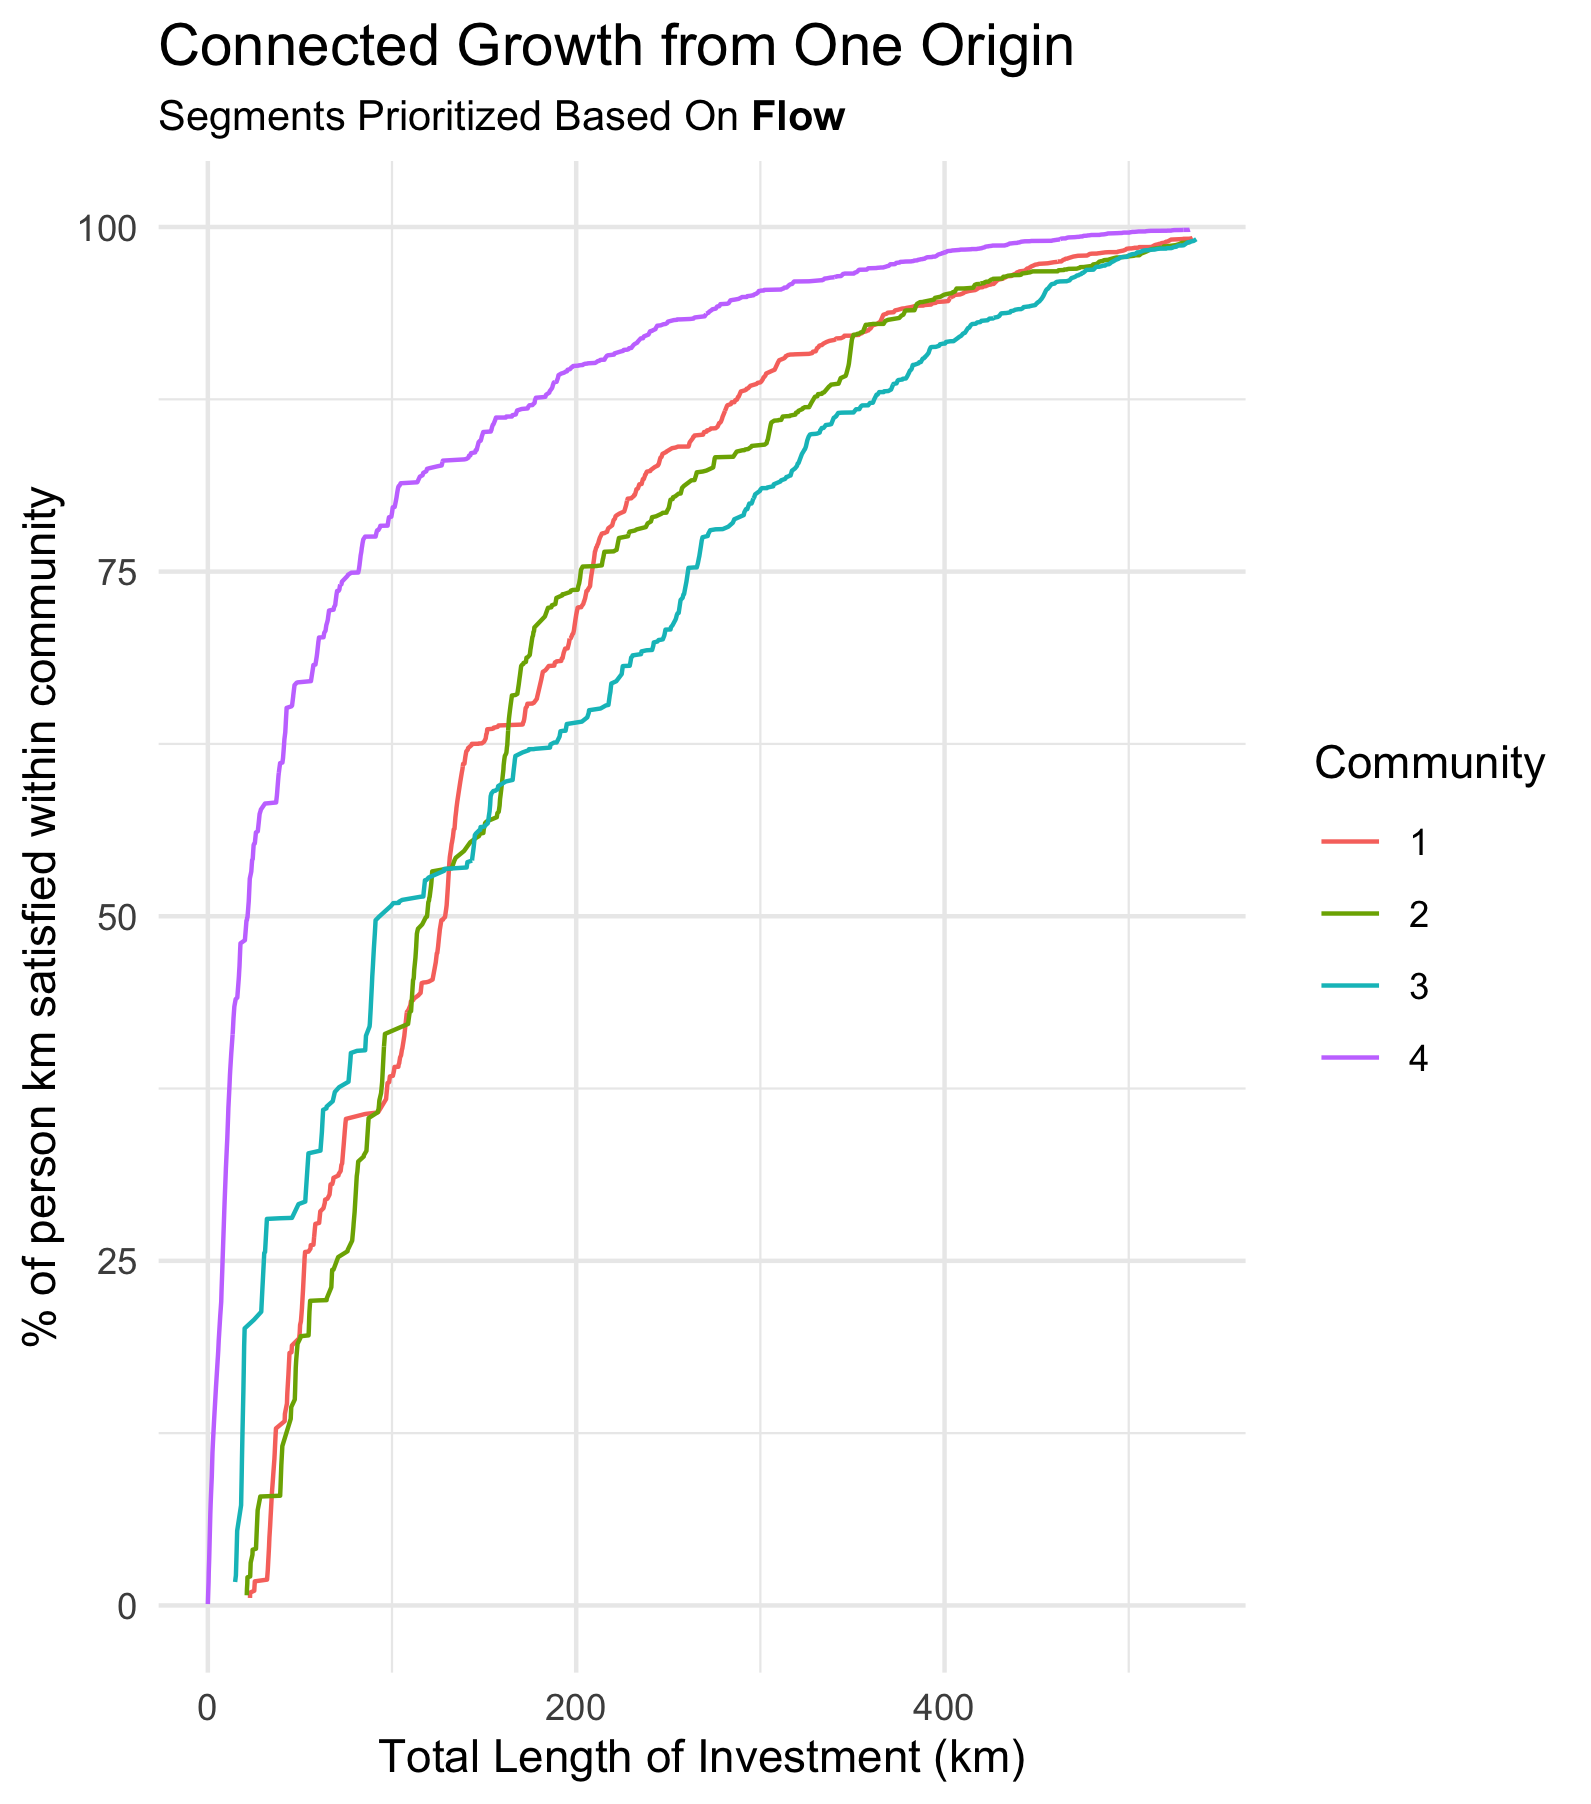 Connected Growth from One Origin
Segments Prioritized Based On Flow
% of person km satisfied within community
100
75
50
25
0
0
200
400
Total Length of Investment (km)
Community
1
2
3
4